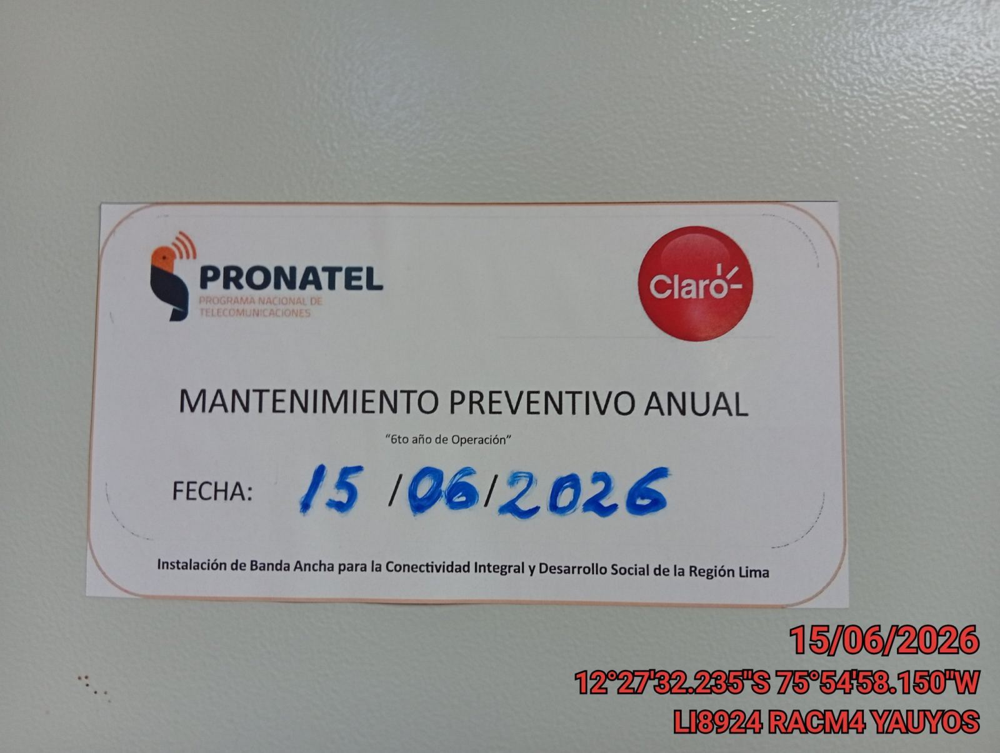 PRONATEL
PROGRAMA NACIONAL DE
TELECOMUNICACIONES
Claro
MANTENIMIENTO PREVENTIVO ANUAL
“6to año de Operación”
FECHA: 15 /06/2026
Instalación de Banda Ancha para la Conectividad Integral y Desarrollo Social de la Región Lima
15/06/2026
12°27'32.235"S 75°54'58.150"W
LI8924 RACM4 YAUYOS